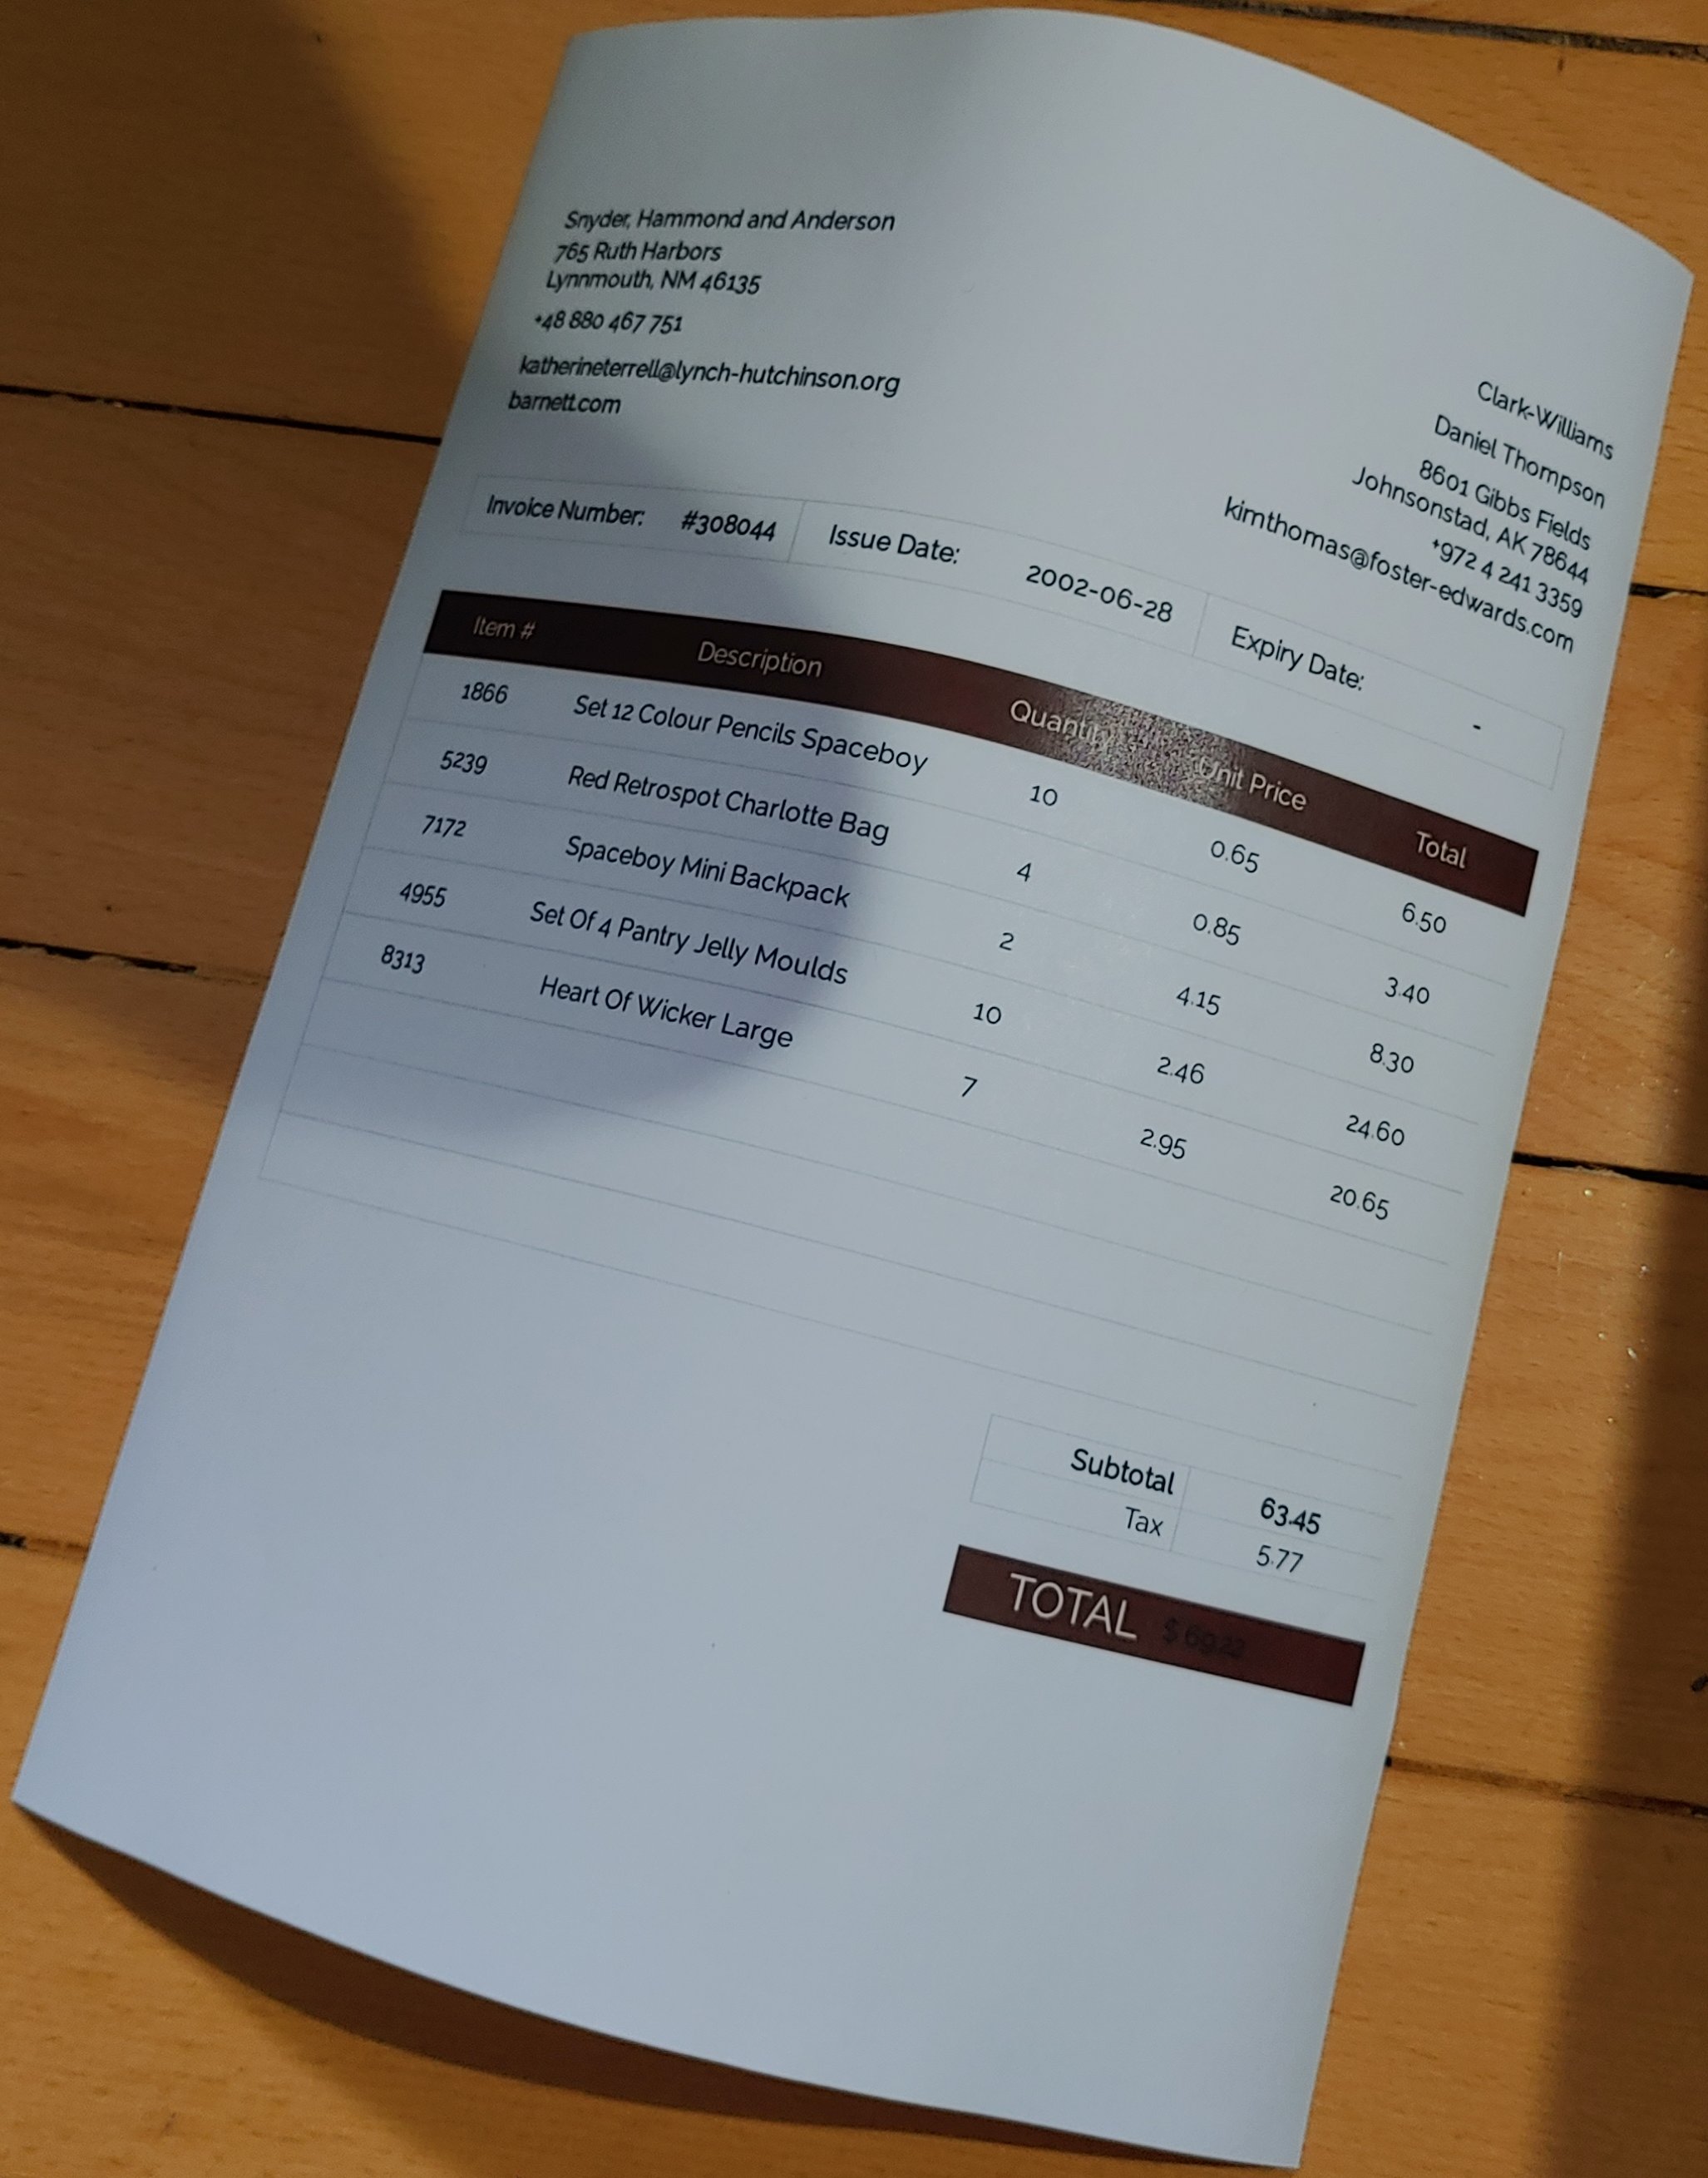 Snyder, Hammond and Anderson
765 Ruth Harbors
Lynnmouth, NM 46135
+48 880 467 751
katherineterrell@lynch-hutchinson.org
barnett.com
Clark-Williams
Daniel Thompson
8601 Gibbs Fields
Johnsonstad, AK 78644
+972 4 241 3359
kimthomas@foster-edwards.com
Invoice Number: #308044 Issue Date: 2002-06-28 Expiry Date: -
Item # Description Quantity Unit Price Total
1866 Set 12 Colour Pencils Spaceboy 10 0.65 6.50
5239 Red Retrospot Charlotte Bag 4 0.85 3.40
7172 Spaceboy Mini Backpack 2 4.15 8.30
4955 Set Of 4 Pantry Jelly Moulds 10 2.46 24.60
8313 Heart Of Wicker Large 7 2.95 20.65
Subtotal 63.45
Tax 5.77
TOTAL $ 69.22